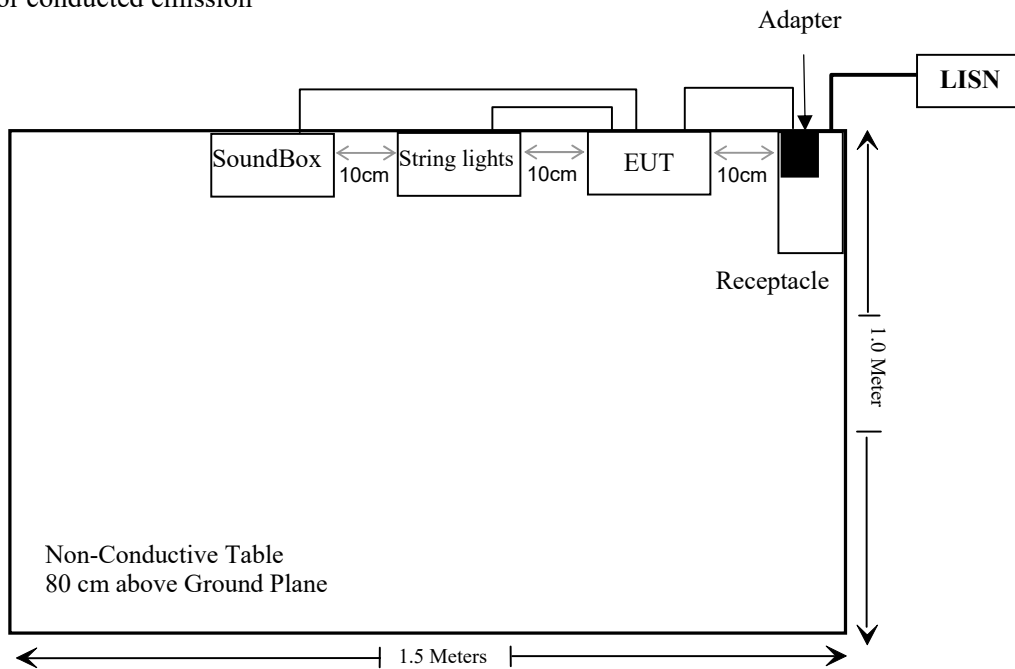 or conducted emission
Adapter
LISN
SoundBox
String lights
EUT
10cm
10cm
10cm
Receptacle
1.0 Meter
Non-Conductive Table
80 cm above Ground Plane
1.5 Meters